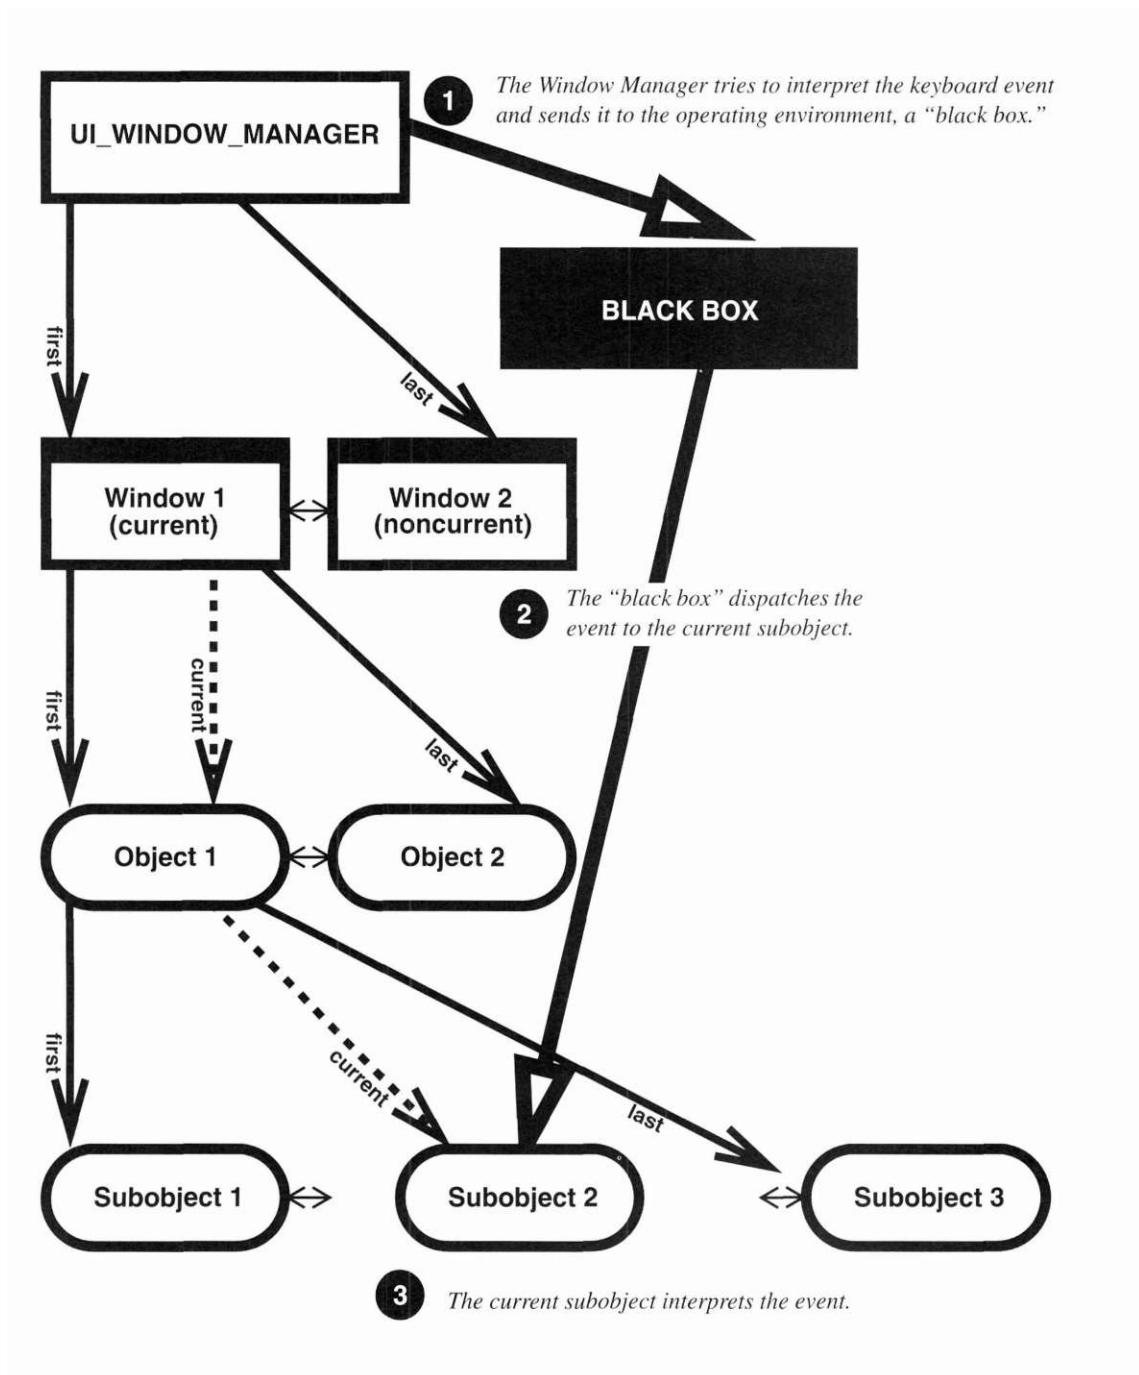 1
The Window Manager tries to interpret the keyboard event
and sends it to the operating environment, a “black box.”
UI_WINDOW_MANAGER
BLACK BOX
first
last
Window 1
(current)
Window 2
(noncurrent)
2
The “black box” dispatches the
event to the current subobject.
first
current
last
Object 1
Object 2
first
current
last
Subobject 1
Subobject 2
Subobject 3
3
The current subobject interprets the event.